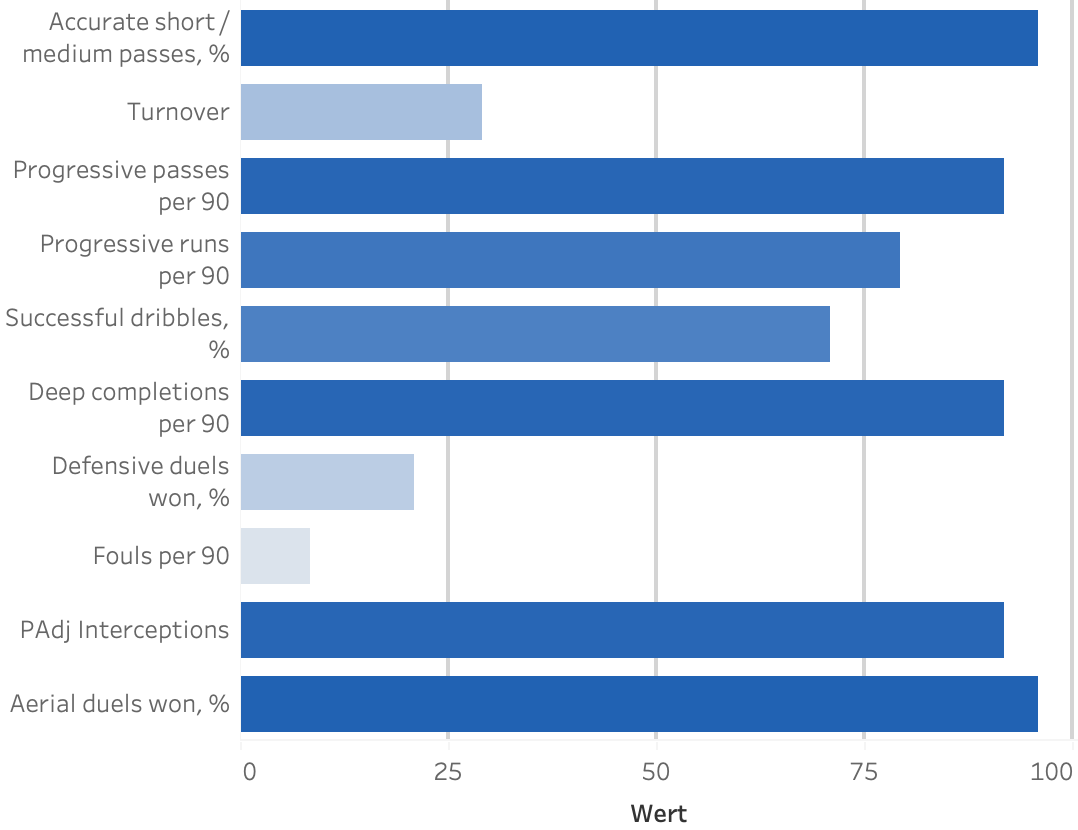 Accurate short/
medium passes, %
Turnover
Progressive passes
per 90
Progressive runs
per 90
Successful dribbles,
%
Deep completions
per 90
Defensive duels
won, %
Fouls per 90
PAdj Interceptions
Aerial duels won, %
0 25 50 75 100
Wert